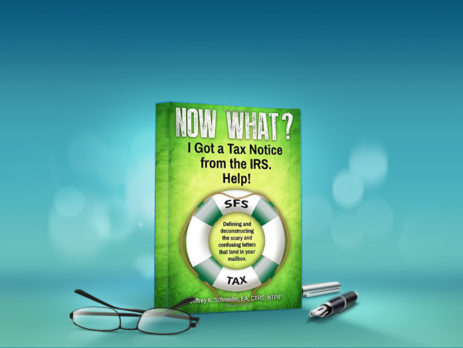 NOW WHAT?
I Got a Tax Notice
from the IRS.
Help!
SFS
Defining and
deconstructing
the scary and
confusing letters
that land in your
mailbox.
TAX
Jeffrey A. Schneider, EA, CTRS, NTPIF